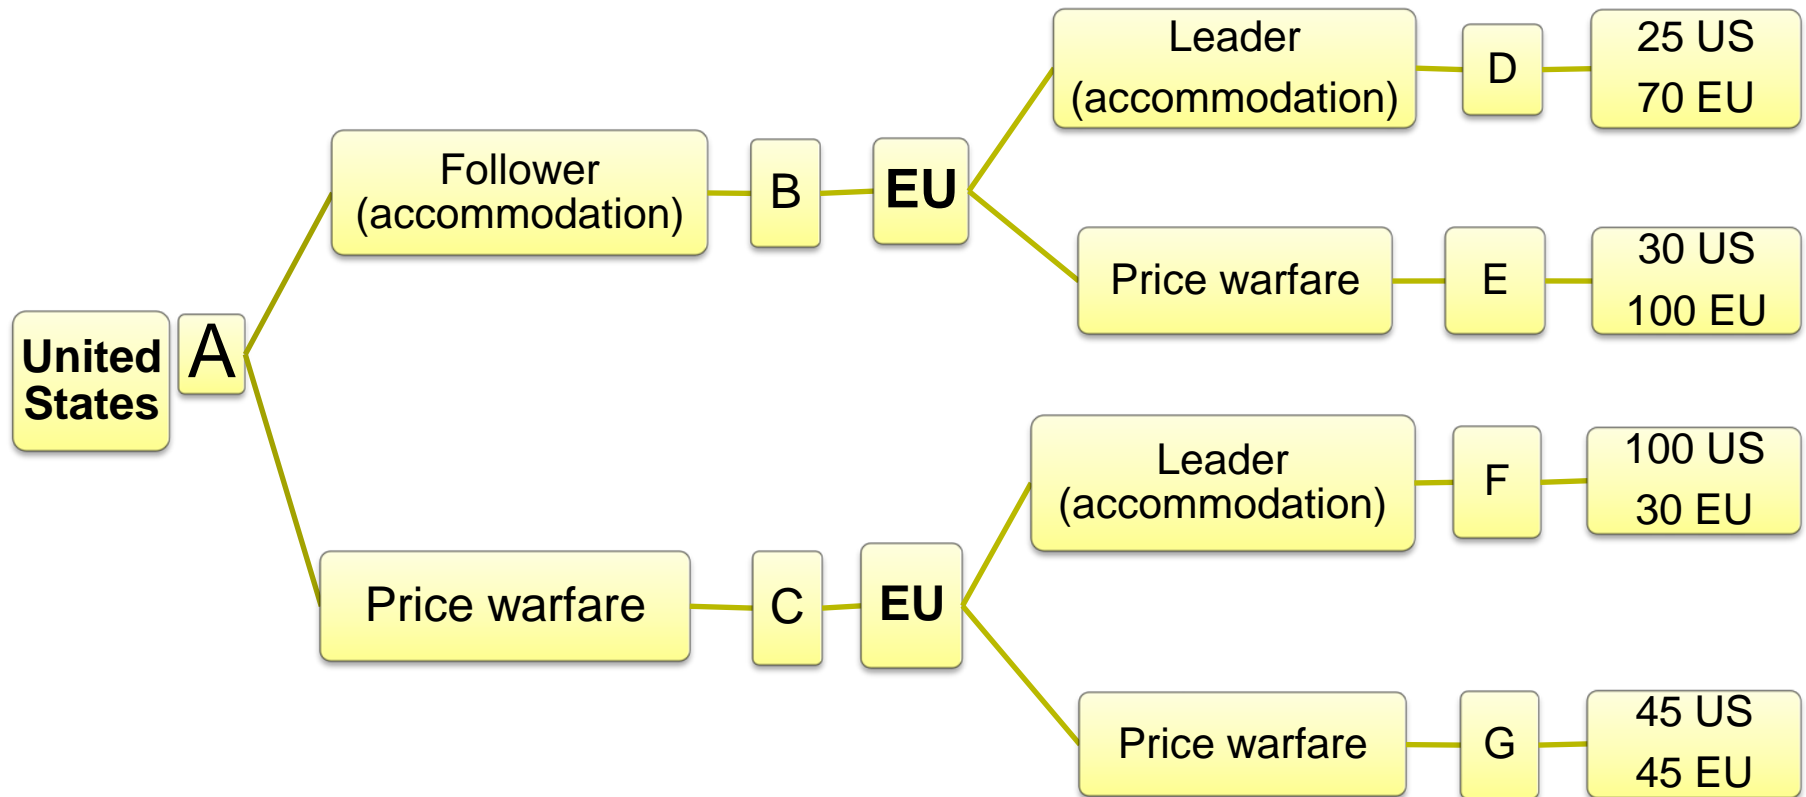 United
States
A
Follower
(accommodation)
B
EU
Leader
(accommodation)
D
25 US
70 EU
Price warfare
E
30 US
100 EU
Price warfare
C
EU
Leader
(accommodation)
F
100 US
30 EU
Price warfare
G
45 US
45 EU